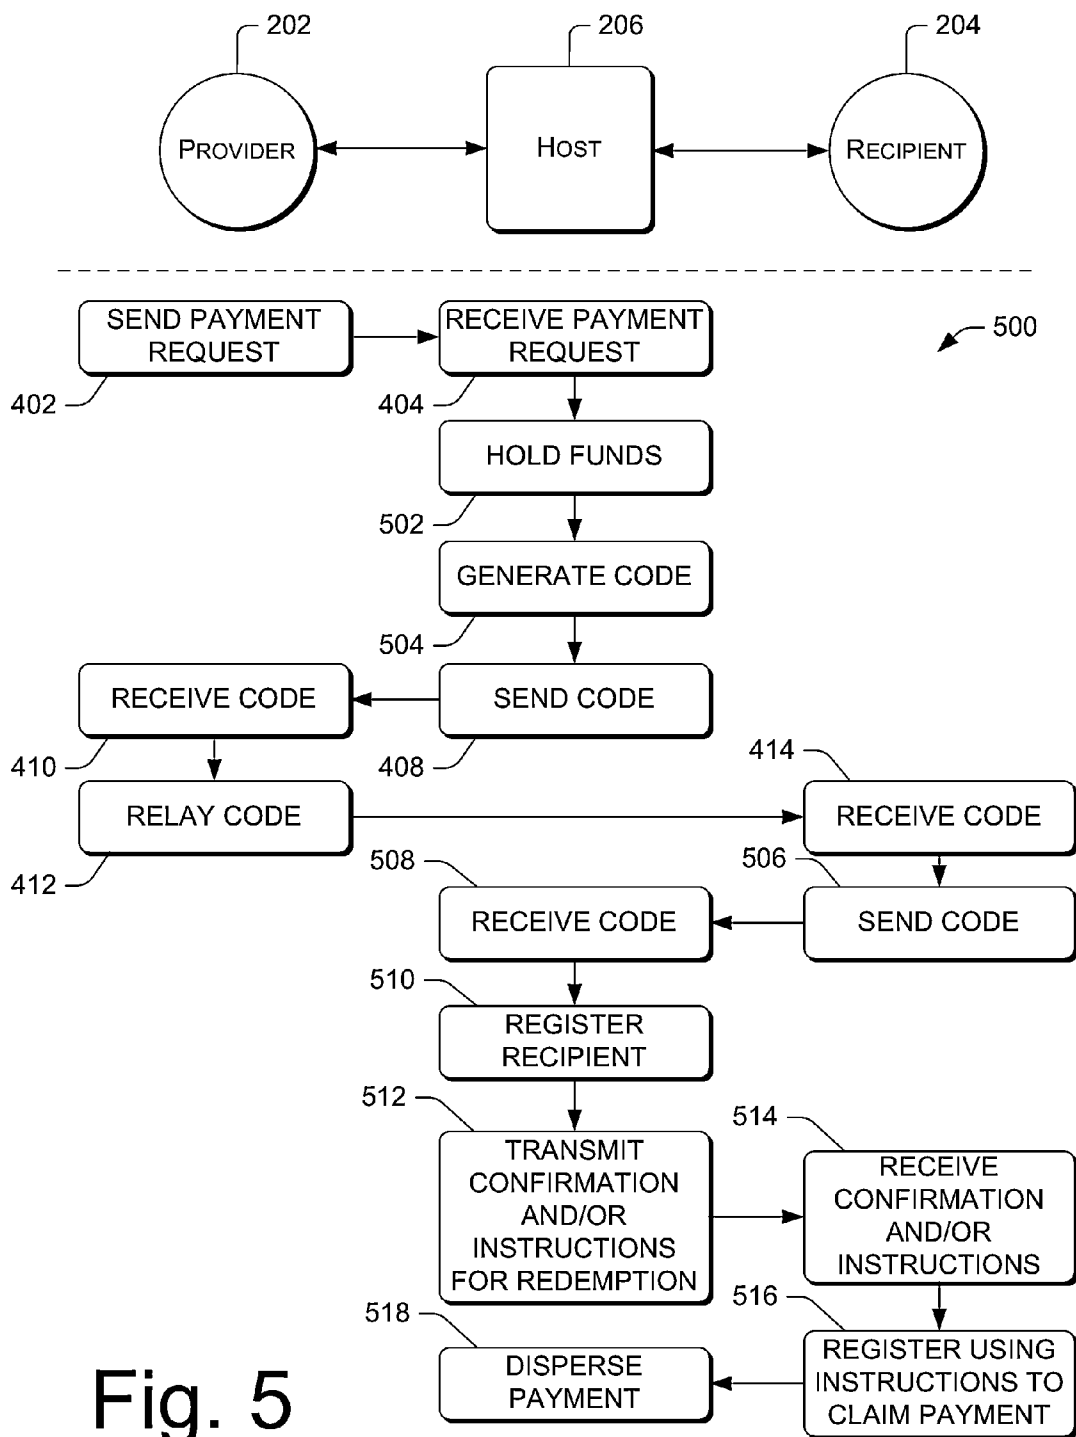 202
206
204
PROVIDER
HOST
RECIPIENT
500
SEND PAYMENT
REQUEST
402
RECEIVE PAYMENT
REQUEST
404
HOLD FUNDS
502
GENERATE CODE
504
RECEIVE CODE
410
SEND CODE
408
RELAY CODE
412
414
RECEIVE CODE
508
RECEIVE CODE
506
SEND CODE
510
REGISTER
RECIPIENT
512
TRANSMIT
CONFIRMATION
AND/OR
INSTRUCTIONS
FOR REDEMPTION
514
RECEIVE
CONFIRMATION
AND/OR
INSTRUCTIONS
518
DISPERSE
PAYMENT
516
REGISTER USING
INSTRUCTIONS TO
CLAIM PAYMENT
Fig. 5